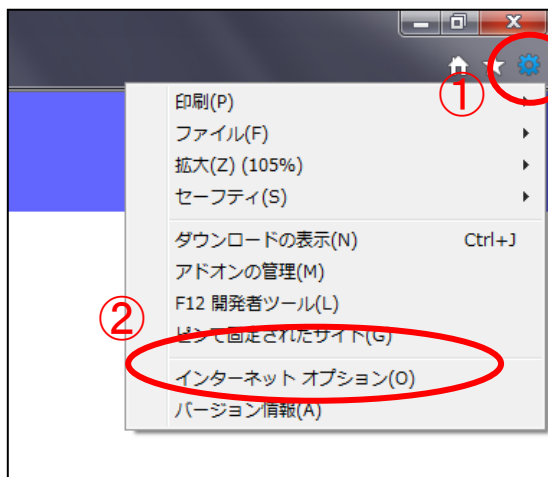 ①
印刷(P)
ファイル(F)
拡大(Z) (105%)
セーフティ(S)
ダウンロードの表示(N) Ctrl+J
アドオンの管理(M)
F12 開発者ツール(L)
②
ピンで固定されたサイト(G)
インターネット オプション(O)
バージョン情報(A)